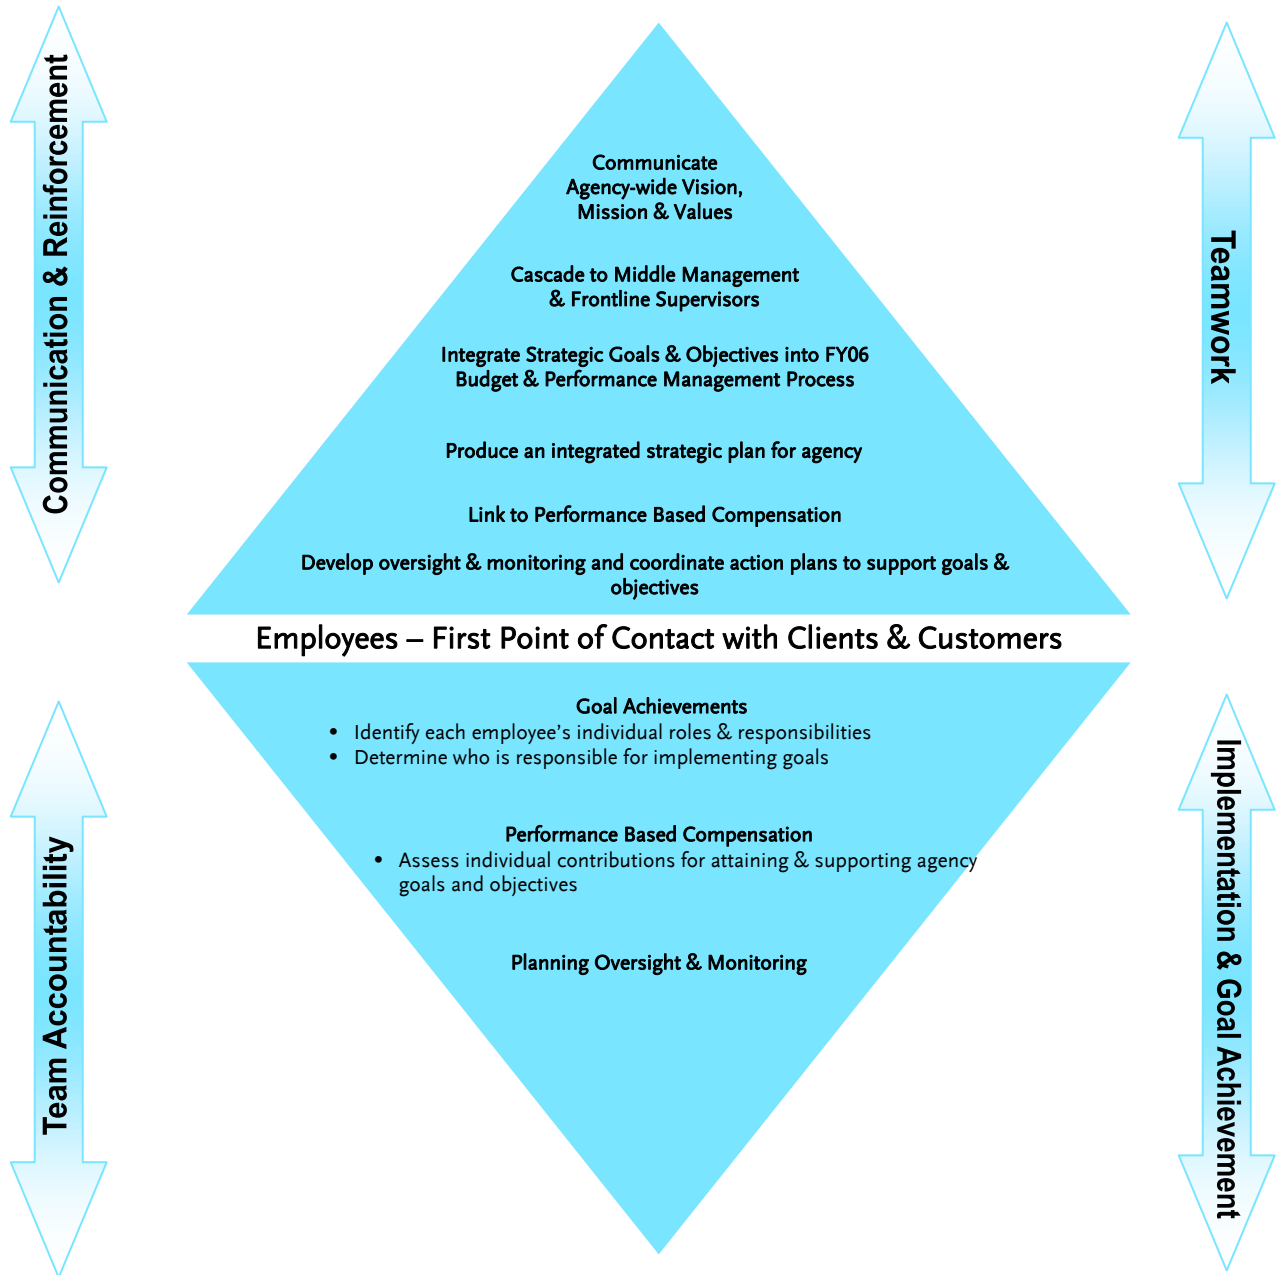 Communication & Reinforcement
Teamwork
Communicate
Agency-wide Vision,
Mission & Values
Cascade to Middle Management
& Frontline Supervisors
Integrate Strategic Goals & Objectives into FY06
Budget & Performance Management Process
Produce an integrated strategic plan for agency
Link to Performance Based Compensation
Develop oversight & monitoring and coordinate action plans to support goals &
objectives
Employees – First Point of Contact with Clients & Customers
Team Accountability
Implementation & Goal Achievement
Goal Achievements
• Identify each employee’s individual roles & responsibilities
• Determine who is responsible for implementing goals
Performance Based Compensation
• Assess individual contributions for attaining & supporting agency
goals and objectives
Planning Oversight & Monitoring